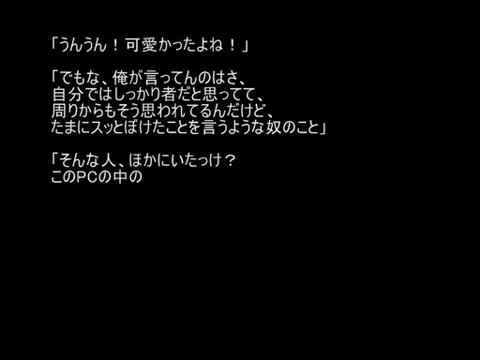 「うんうん！可愛かったよね！」
「でもな、俺が言ってんのはさ、
自分ではしっかり者だと思ってて、
周りからもそう思われてるんだけど、
たまにスッとぼけたことを言うような奴のこと」
「そんな人、ほかにいたっけ？
このPCの中の